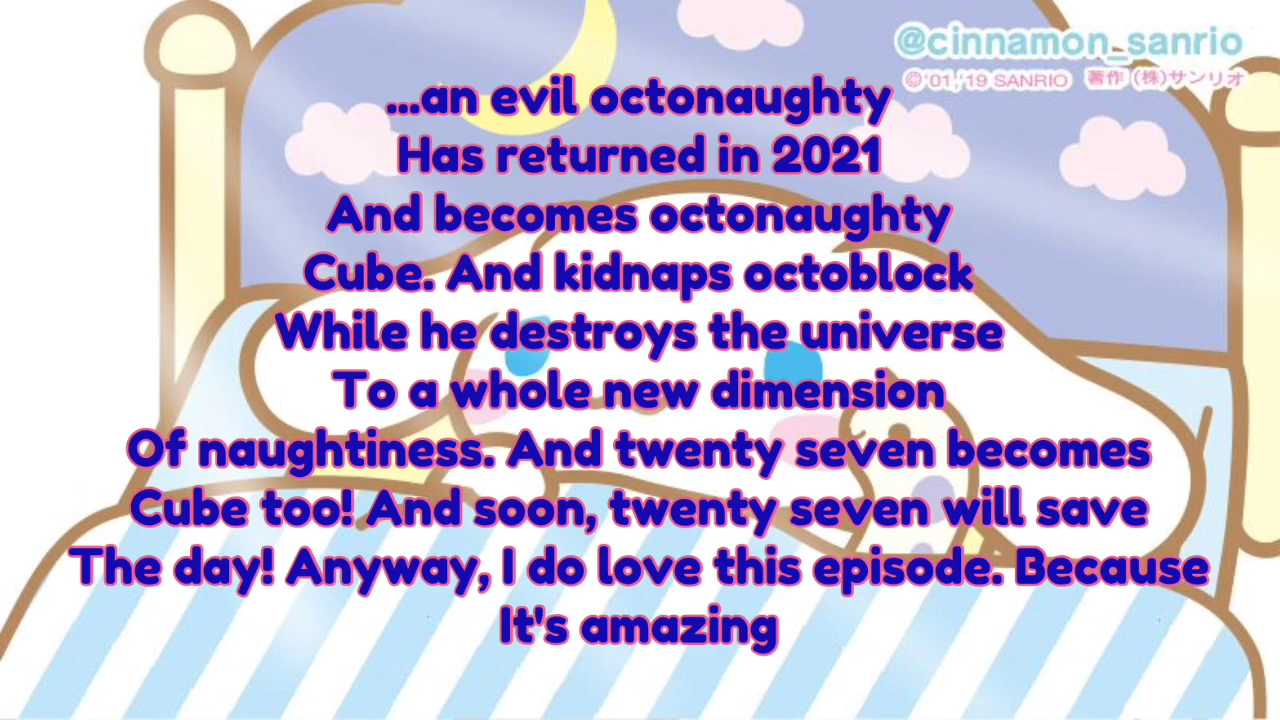 @cinnamon_sanrio
©'01,'19 SANRIO 著作 (株)サンリオ
...an evil octonaughty
Has returned in 2021
And becomes octonaughty
Cube. And kidnaps octoblock
While he destroys the universe
To a whole new dimension
Of naughtiness. And twenty seven becomes
Cube too! And soon, twenty seven will save
The day! Anyway, I do love this episode. Because
It's amazing